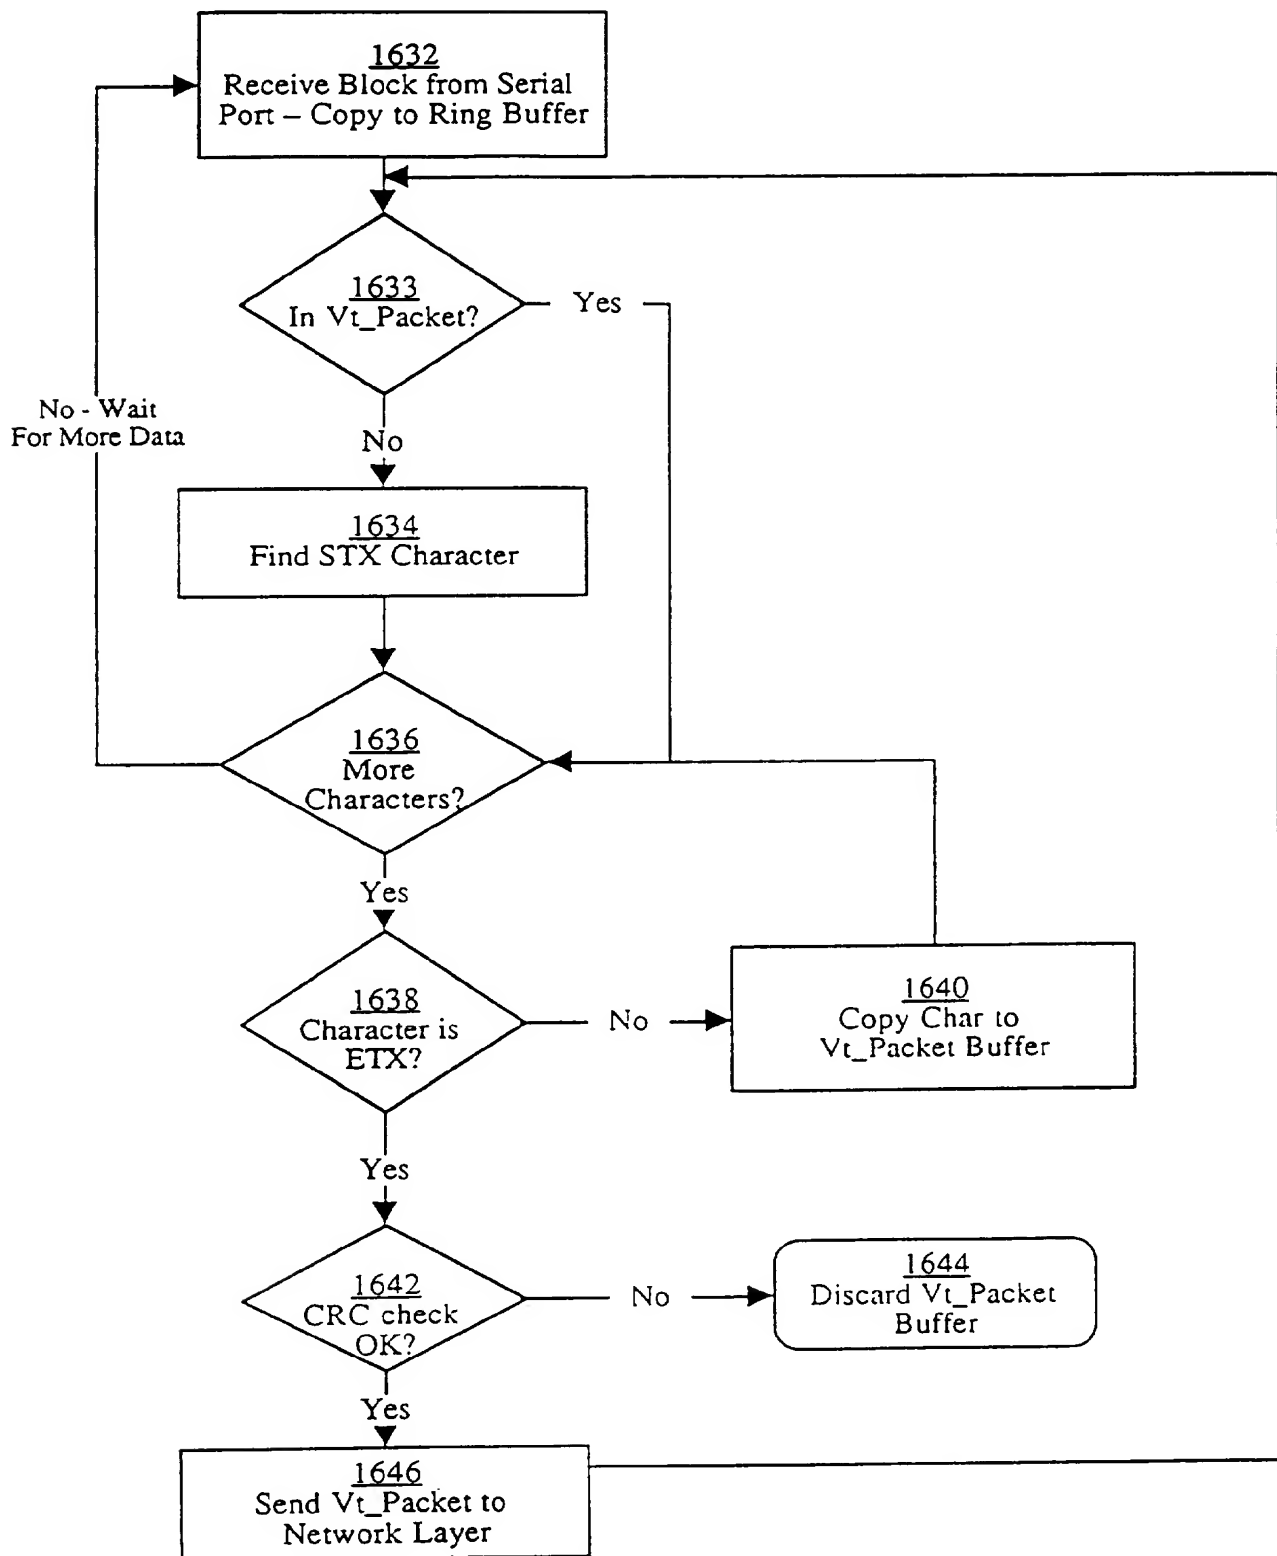 1632
Receive Block from Serial
Port – Copy to Ring Buffer
1633
In Vt_Packet?
Yes
No - Wait
For More Data
No
1634
Find STX Character
1636
More
Characters?
Yes
1638
Character is
ETX?
No
1640
Copy Char to
Vt_Packet Buffer
Yes
1642
CRC check
OK?
No
1644
Discard Vt_Packet
Buffer
Yes
1646
Send Vt_Packet to
Network Layer